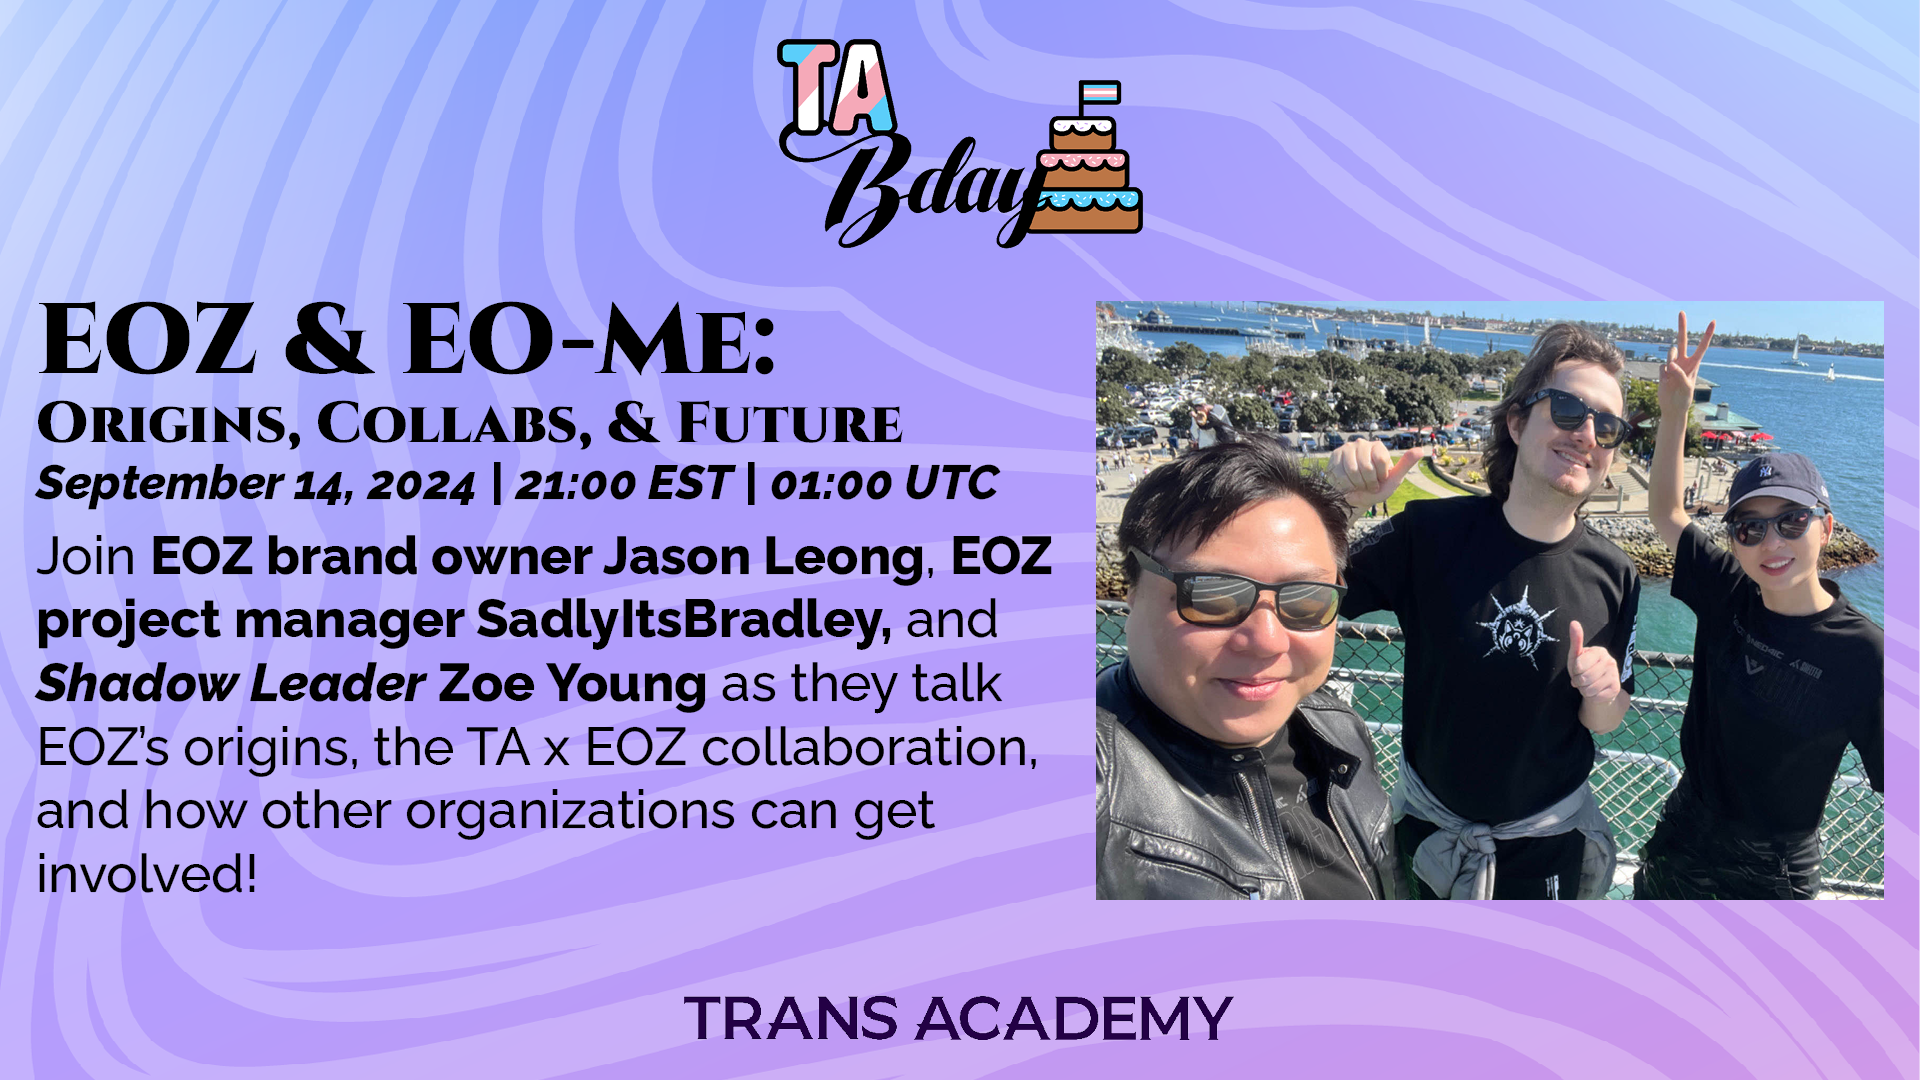 TA
Bday
EOZ & EO-Me:
Origins, Collabs, & Future
September 14, 2024 | 21:00 EST | 01:00 UTC
Join EOZ brand owner Jason Leong, EOZ
project manager SadlyItsBradley, and
Shadow Leader Zoe Young as they talk
EOZ's origins, the TA x EOZ collaboration,
and how other organizations can get
involved!
TRANS ACADEMY